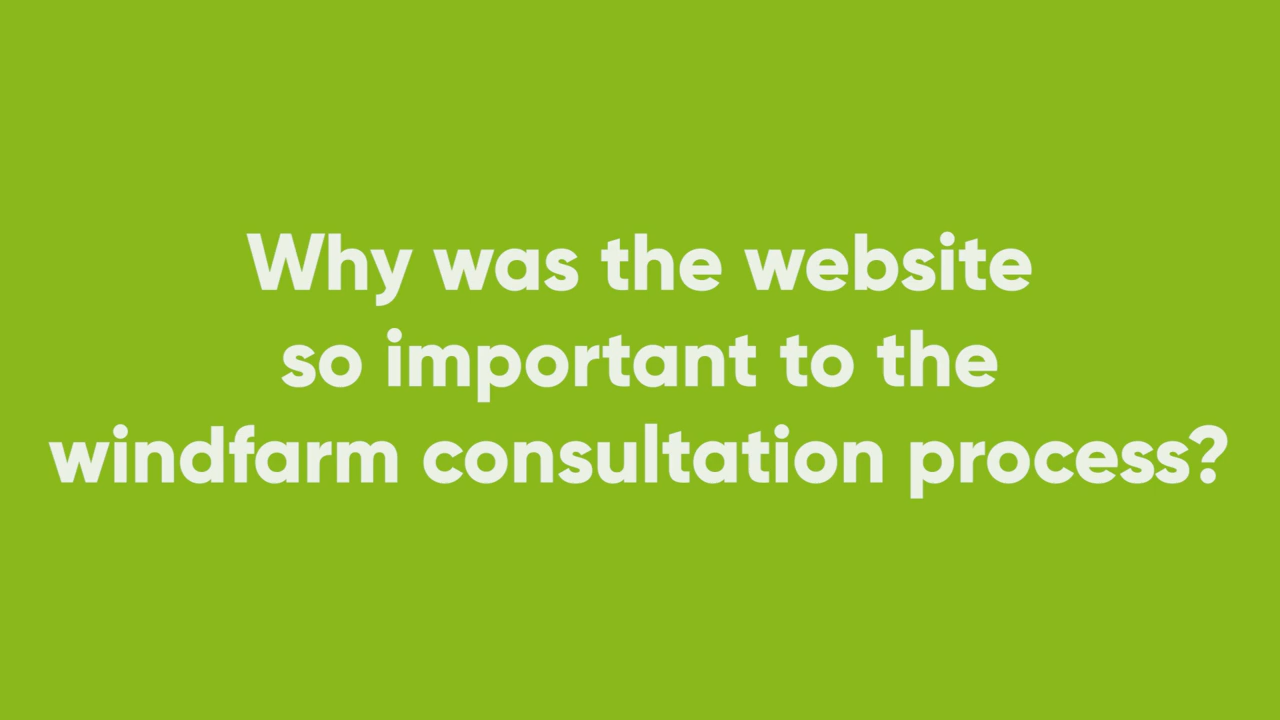 Why was the website
so important to the
windfarm consultation process?